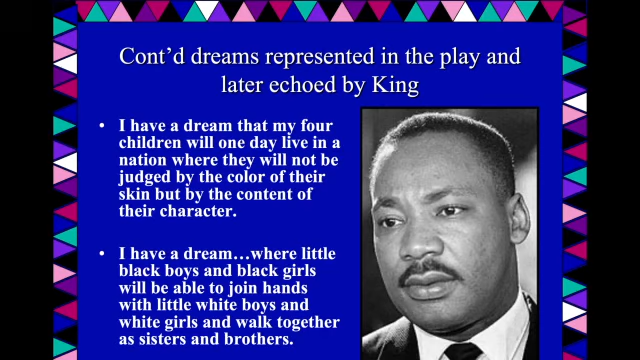 Cont’d dreams represented in the play and
later echoed by King
• I have a dream that my four
children will one day live in a
nation where they will not be
judged by the color of their
skin but by the content of
their character.
• I have a dream…where little
black boys and black girls
will be able to join hands
with little white boys and
white girls and walk together
as sisters and brothers.